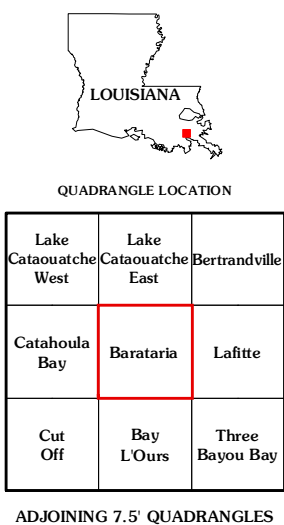 LOUISIANA
QUADRANGLE LOCATION
Lake
Cataouatche
West
Lake
Cataouatche
East
Bertrandville
Catahoula
Bay
Barataria
Lafitte
Cut
Off
Bay
L'Ours
Three
Bayou Bay
ADJOINING 7.5' QUADRANGLES